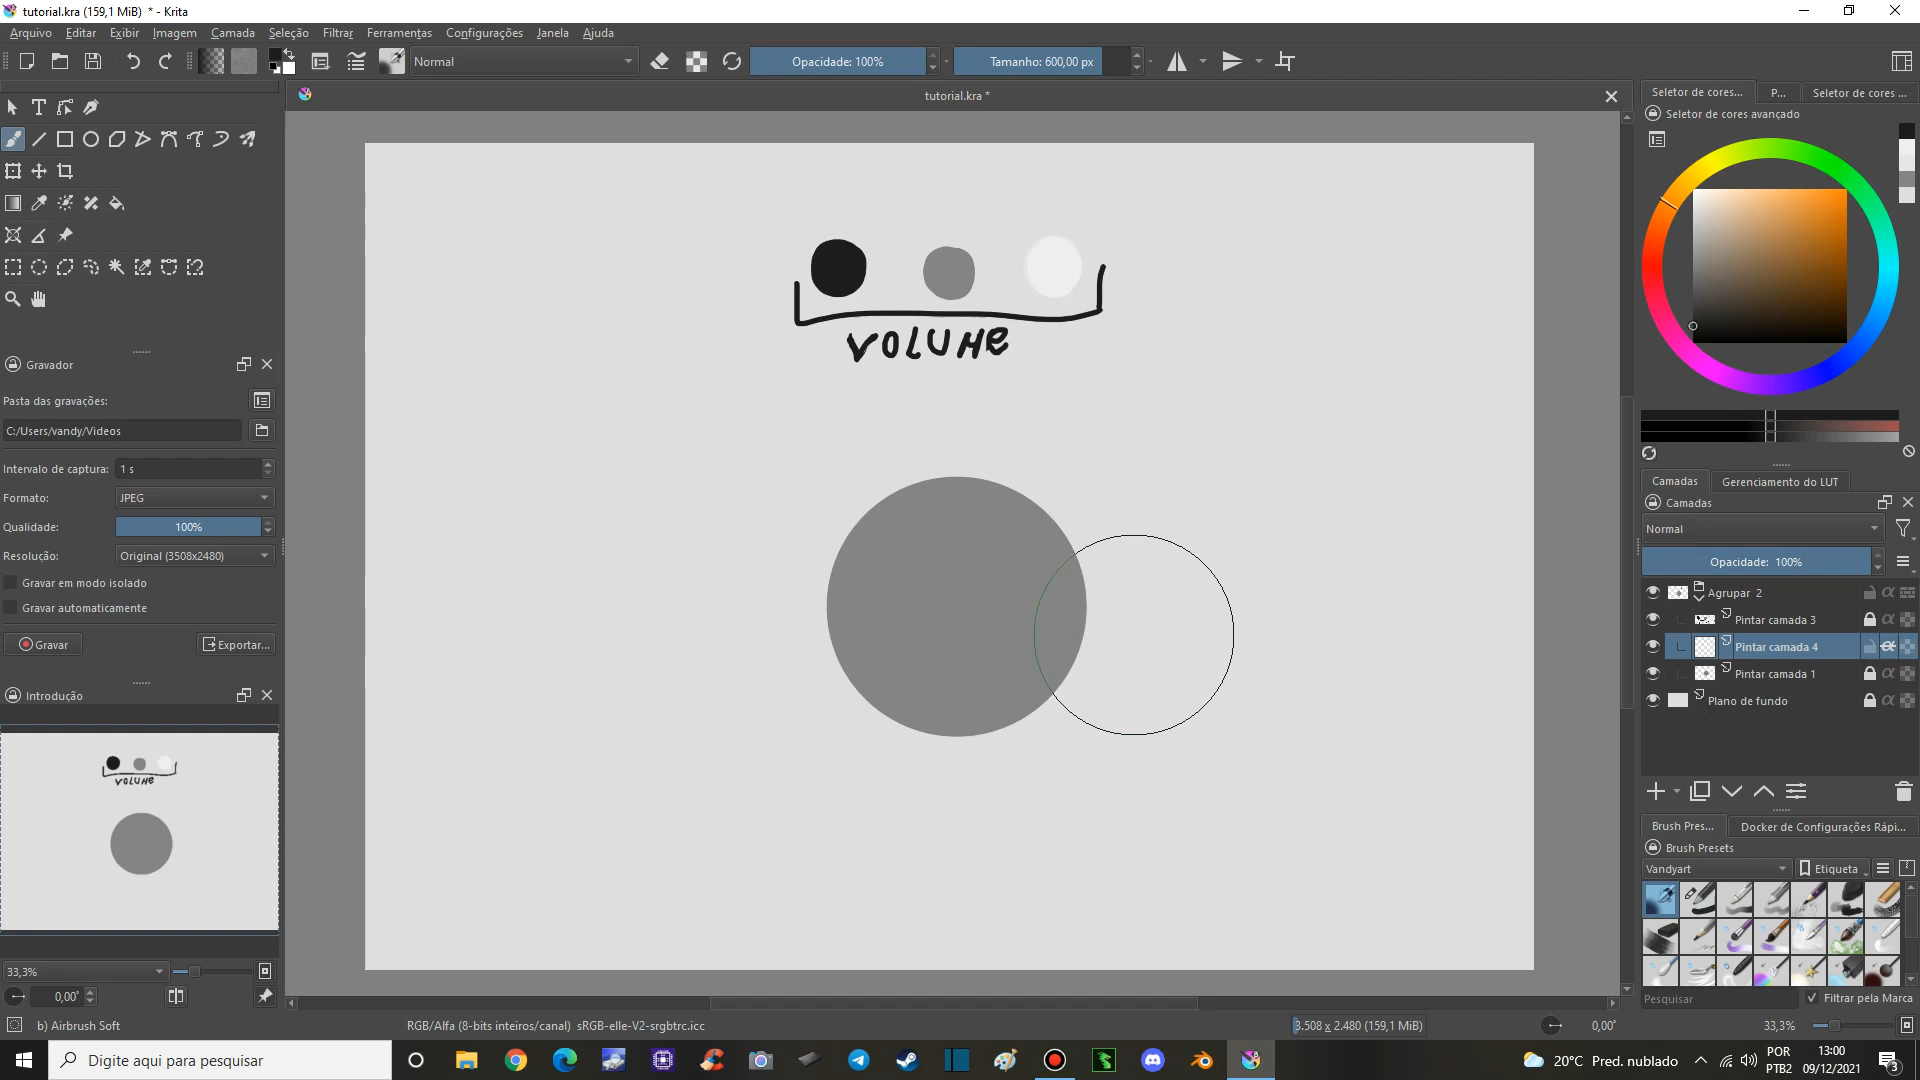 tutorial.kra (159,1 MiB) * - Krita
Arquivo Editar Exibir Imagem Camada Seleção Filtrar Ferramentas Configurações Janela Ajuda
Normal
Opacidade: 100%
Tamanho: 600,00 px
tutorial.kra *
Seletor de cores... P... Seletor de cores ...
Seletor de cores avançado
VOLUME
Gravador
Pasta das gravações:
C:/Users/vandy/Videos
Intervalo de captura: 1 s
Formato: JPEG
Qualidade: 100%
Resolução: Original (3508x2480)
Gravar em modo isolado
Gravar automaticamente
Gravar Exportar...
Introdução
VOLUME
33,3%
0,00°
Camadas Gerenciamento do LUT
Camadas
Normal
Opacidade: 100%
Agrupar 2
Pintar camada 3
Pintar camada 4
Pintar camada 1
Plano de fundo
Brush Pres... Docker de Configurações Rápi...
Brush Presets
Vandyart Etiqueta
Pesquisar Filtrar pela Marca
b) Airbrush Soft
RGB/Alfa (8-bits inteiros/canal) sRGB-elle-V2-srgbtrc.icc
3.508 x 2.480 (159,1 MiB)
0,00°
33,3%
Digite aqui para pesquisar
20°C Pred. nublado
POR
PTB2
13:00
09/12/2021
3